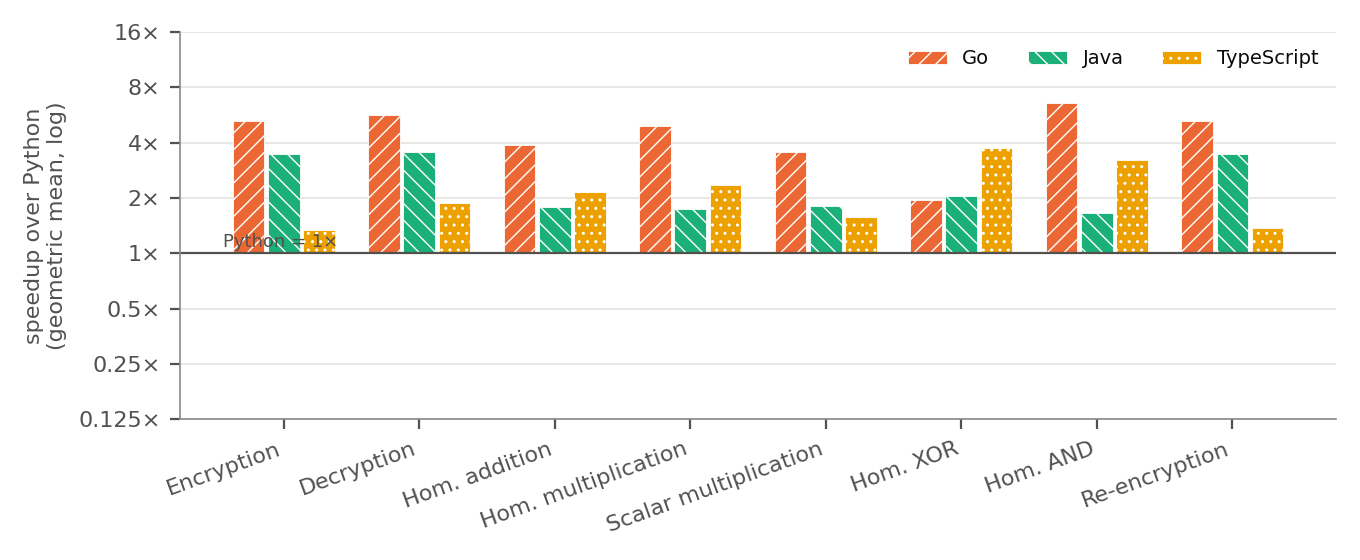 speedup over Python
(geometric mean, log)
16×
8×
4×
2×
1×
0.5×
0.25×
0.125×
Go
Java
TypeScript
Python = 1×
Encryption
Decryption
Hom. addition
Hom. multiplication
Scalar multiplication
Hom. XOR
Hom. AND
Re-encryption